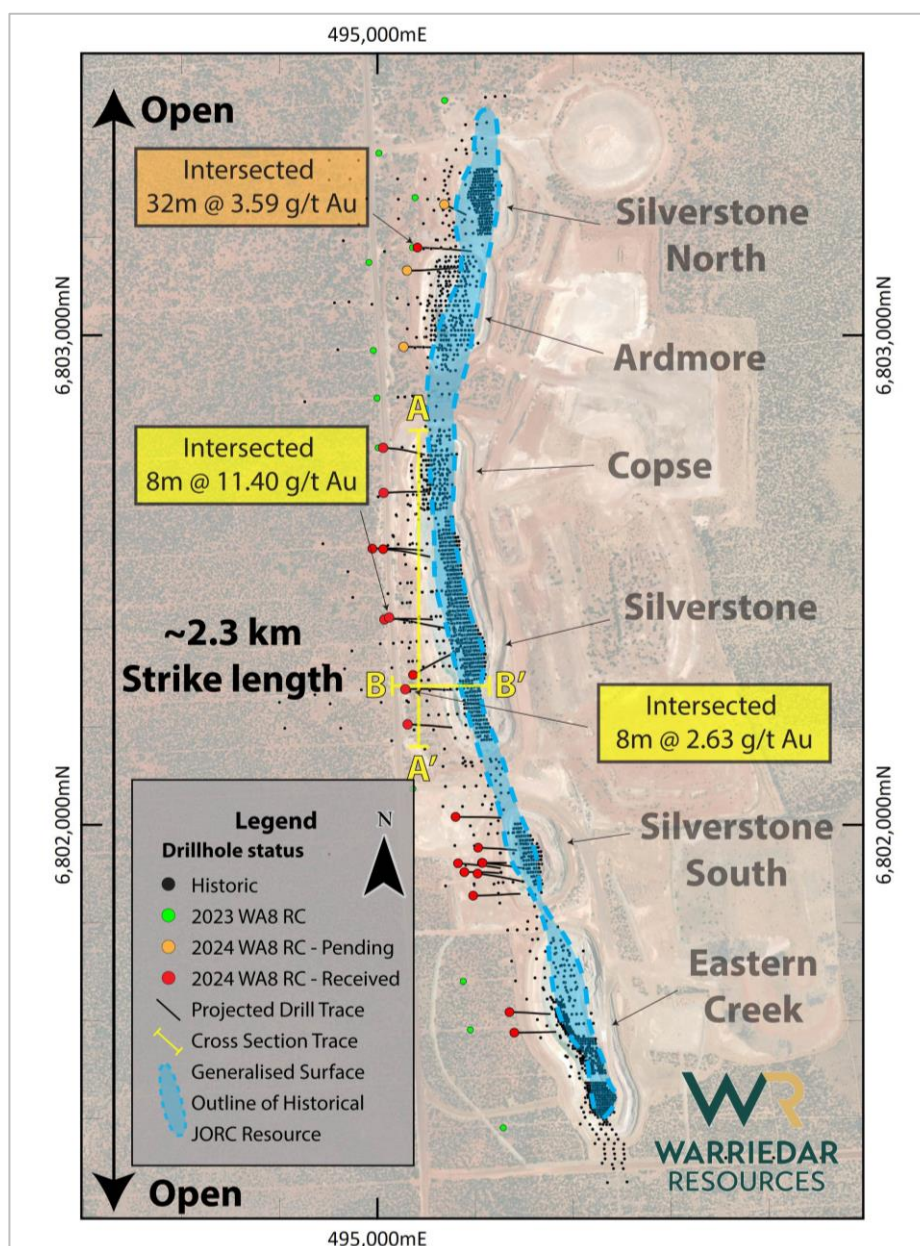 495,000mE
Open
Intersected
32m @ 3.59 g/t Au
Silverstone
North
6,803,000mN
6,803,000mN
Ardmore
A
Copse
Intersected
8m @ 11.40 g/t Au
Silverstone
~2.3 km
Strike length
B
B'
Intersected
8m @ 2.63 g/t Au
A'
6,802,000mN
6,802,000mN
Silverstone
South
Legend
N
Drillhole status
Historic
2023 WA8 RC
2024 WA8 RC - Pending
2024 WA8 RC - Received
Projected Drill Trace
Cross Section Trace
Generalised Surface
Outline of Historical
JORC Resource
Eastern
Creek
WR
WARRIEDAR
RESOURCES
Open
495,000mE